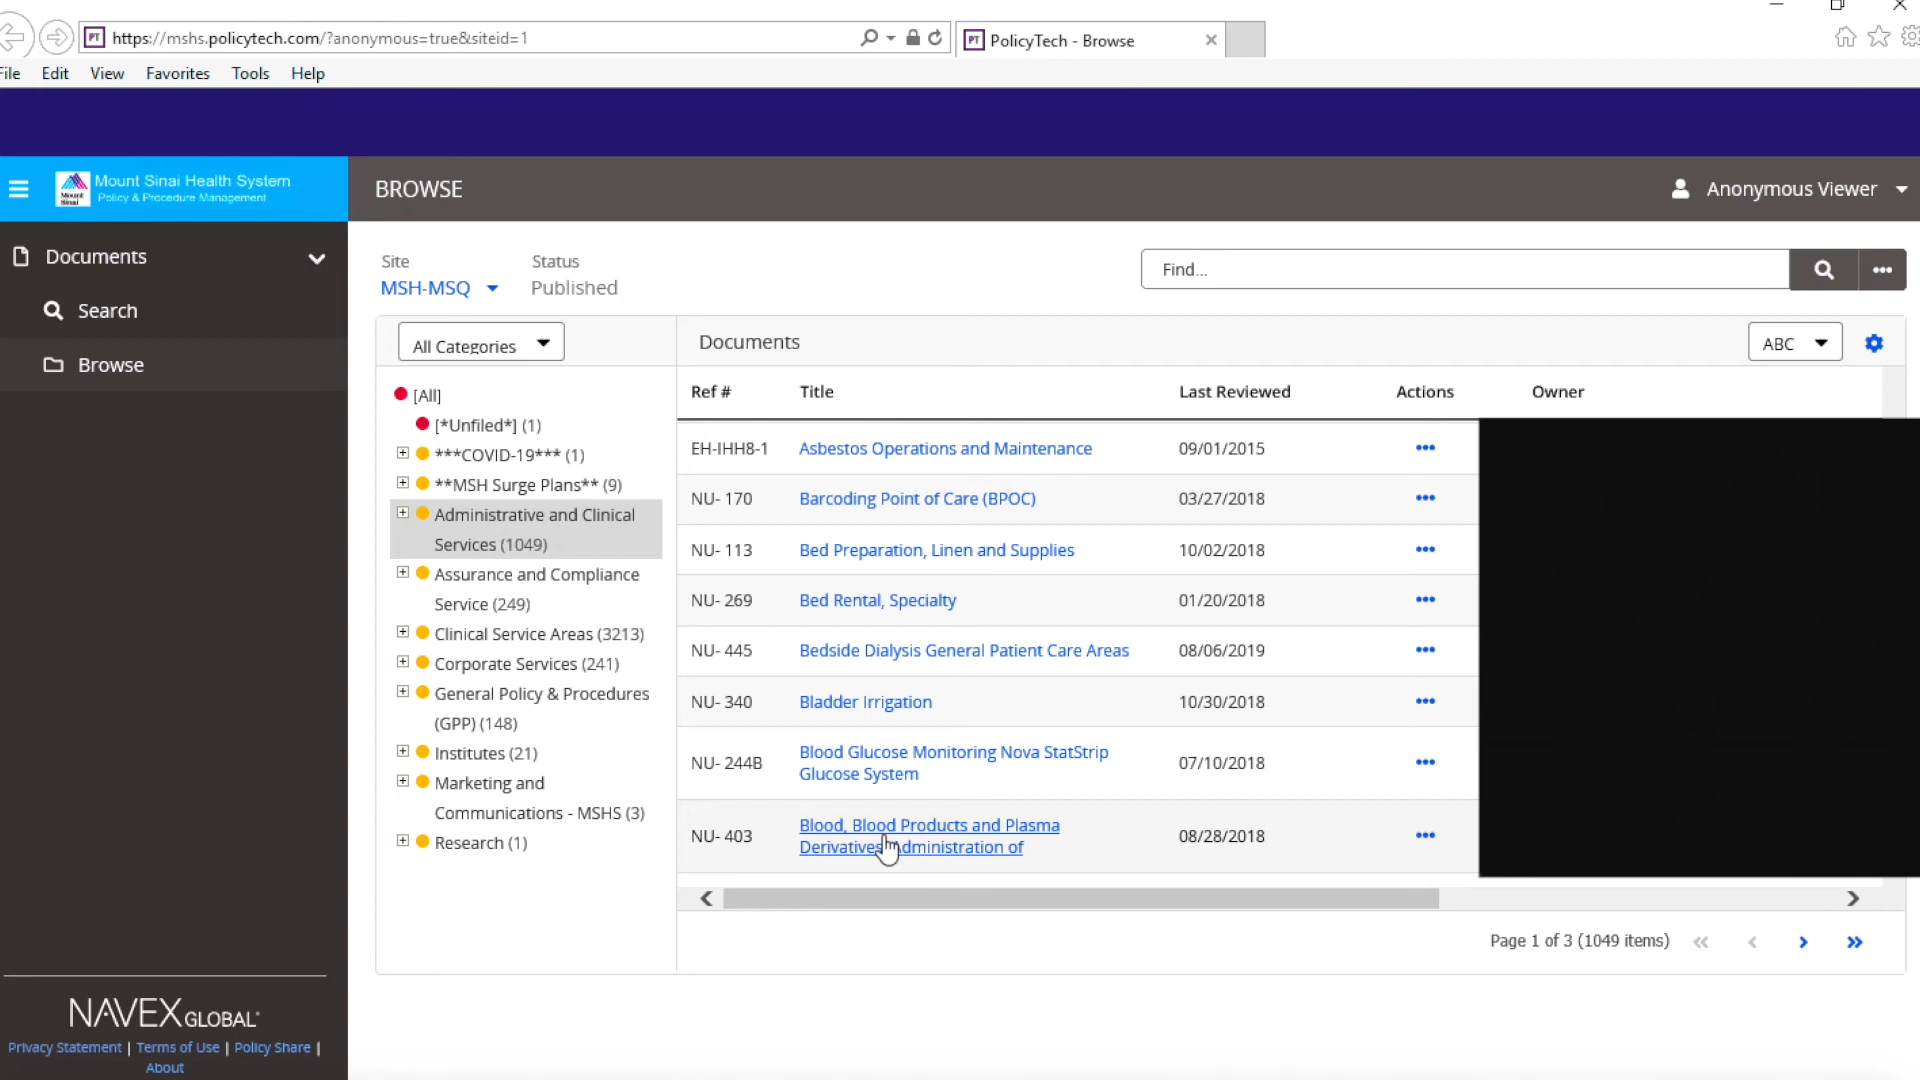 https://mshs.policytech.com/?anonymous=true&siteid=1
PT
PT PolicyTech - Browse
File Edit View Favorites Tools Help
Mount Sinai Health System
Policy & Procedure Management
Mount
Sinai
BROWSE
Anonymous Viewer
Documents
Search
Browse
Site
MSH-MSQ
Status
Published
Find...
All Categories
Documents
ABC
[All]
[*Unfiled*] (1)
***COVID-19*** (1)
**MSH Surge Plans** (9)
Administrative and Clinical
Services (1049)
Assurance and Compliance
Service (249)
Clinical Service Areas (3213)
Corporate Services (241)
General Policy & Procedures
(GPP) (148)
Institutes (21)
Marketing and
Communications - MSHS (3)
Research (1)
Ref # Title Last Reviewed Actions Owner
EH-IHH8-1 Asbestos Operations and Maintenance 09/01/2015
NU- 170 Barcoding Point of Care (BPOC) 03/27/2018
NU- 113 Bed Preparation, Linen and Supplies 10/02/2018
NU- 269 Bed Rental, Specialty 01/20/2018
NU- 445 Bedside Dialysis General Patient Care Areas 08/06/2019
NU- 340 Bladder Irrigation 10/30/2018
NU- 244B Blood Glucose Monitoring Nova StatStrip
Glucose System 07/10/2018
NU- 403 Blood, Blood Products and Plasma
Derivatives, Administration of 08/28/2018
Page 1 of 3 (1049 items)
NAVEX GLOBAL
Privacy Statement | Terms of Use | Policy Share |
About